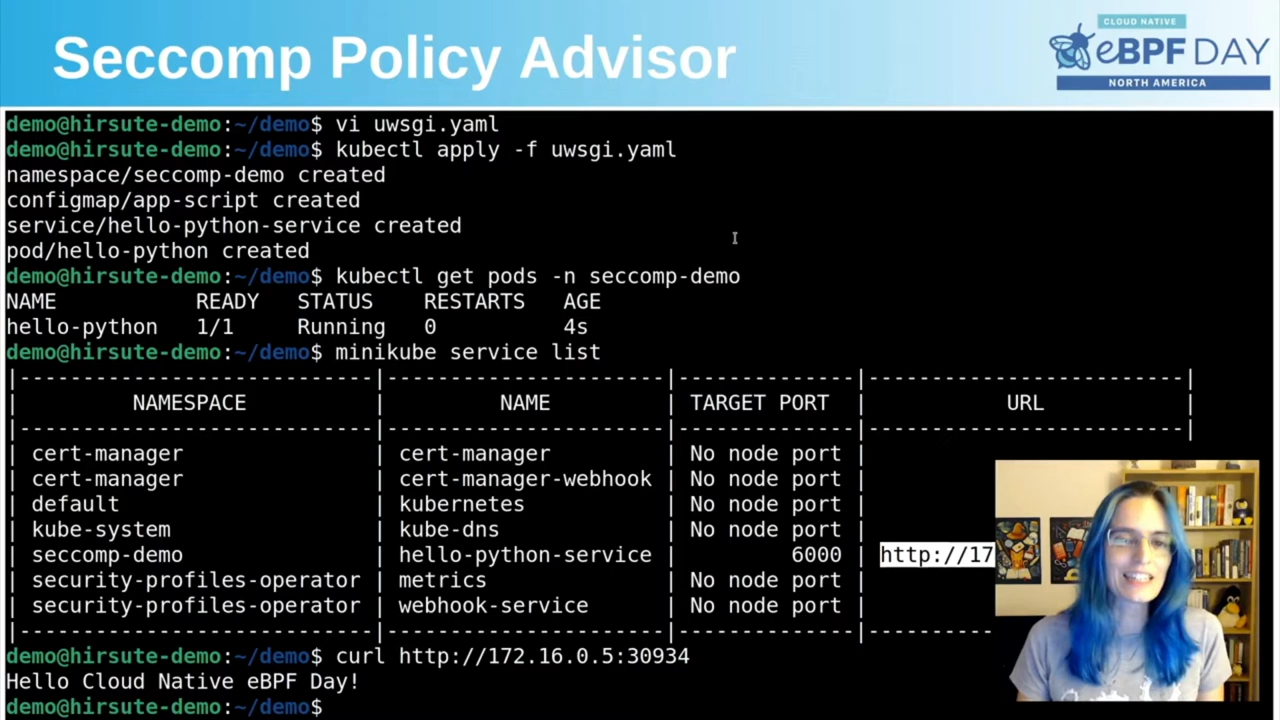 Seccomp Policy Advisor
CLOUD NATIVE
eBPF DAY
NORTH AMERICA
demo@hirsute-demo:~/demo$ vi uwsgi.yaml
demo@hirsute-demo:~/demo$ kubectl apply -f uwsgi.yaml
namespace/seccomp-demo created
configmap/app-script created
service/hello-python-service created
pod/hello-python created
demo@hirsute-demo:~/demo$ kubectl get pods -n seccomp-demo
NAME READY STATUS RESTARTS AGE
hello-python 1/1 Running 0 4s
demo@hirsute-demo:~/demo$ minikube service list
|----------------------------|----------------------|--------------|-------------------------|
| NAMESPACE | NAME | TARGET PORT | URL |
|----------------------------|----------------------|--------------|-------------------------|
| cert-manager | cert-manager | No node port |
| cert-manager | cert-manager-webhook | No node port |
| default | kubernetes | No node port |
| kube-system | kube-dns | No node port |
| seccomp-demo | hello-python-service | 6000 | http://17
| security-profiles-operator | metrics | No node port |
| security-profiles-operator | webhook-service | No node port |
|----------------------------|----------------------|--------------|----------
demo@hirsute-demo:~/demo$ curl http://172.16.0.5:30934
Hello Cloud Native eBPF Day!
demo@hirsute-demo:~/demo$